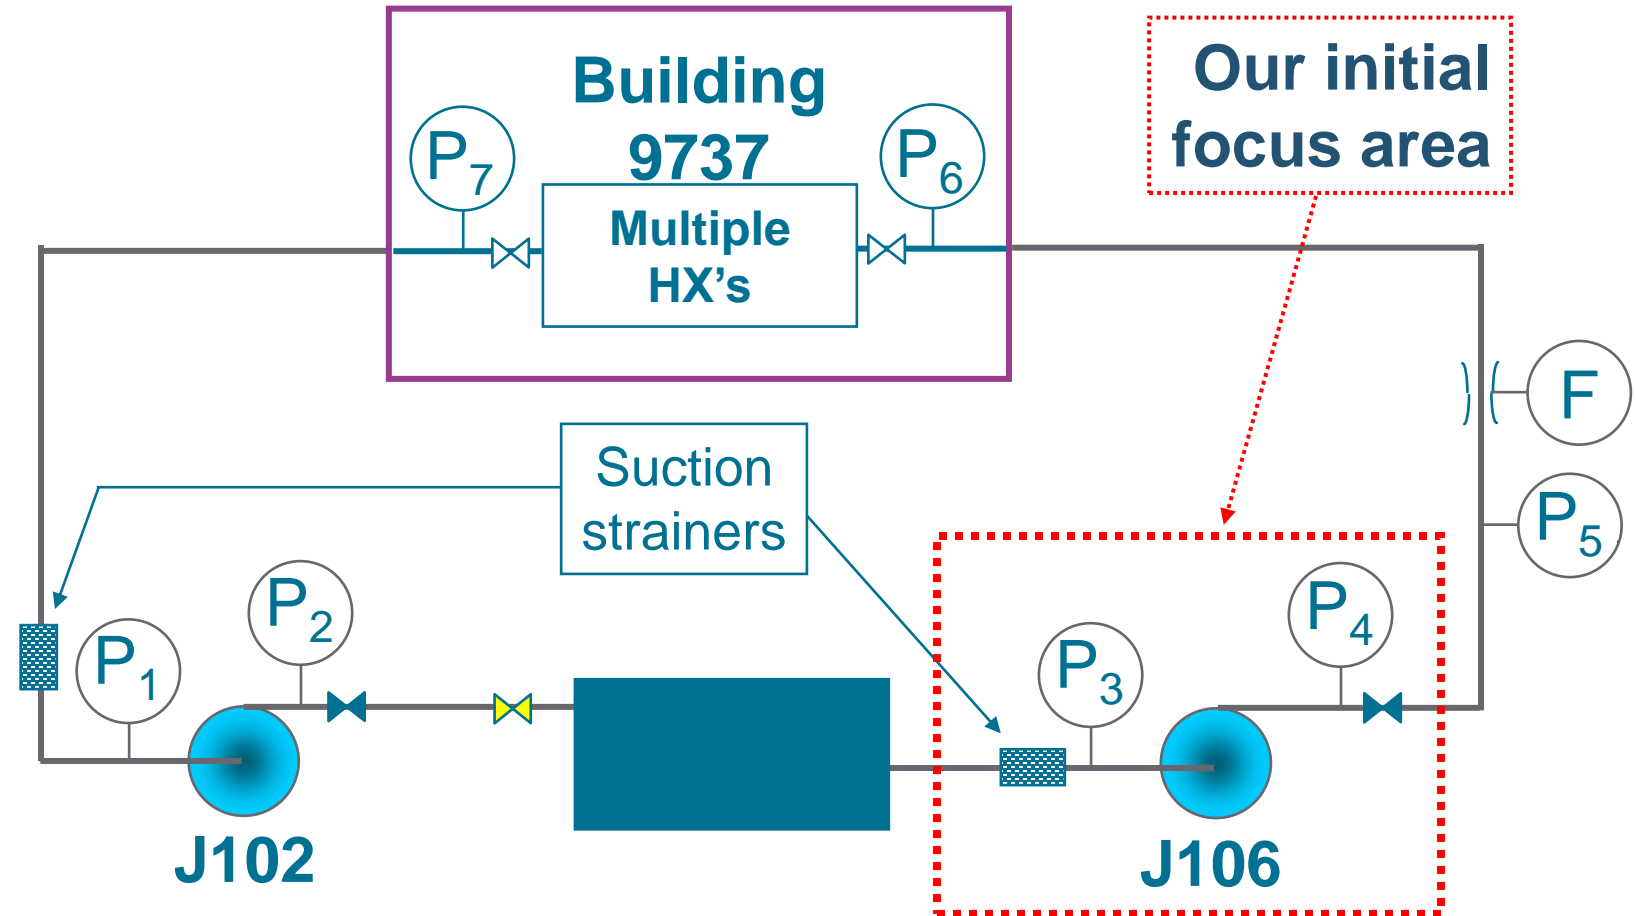 Building
9737
Our initial
focus area
P7
P6
Multiple
HX's
F
Suction
strainers
P5
P2
P4
P1
P3
J102
J106